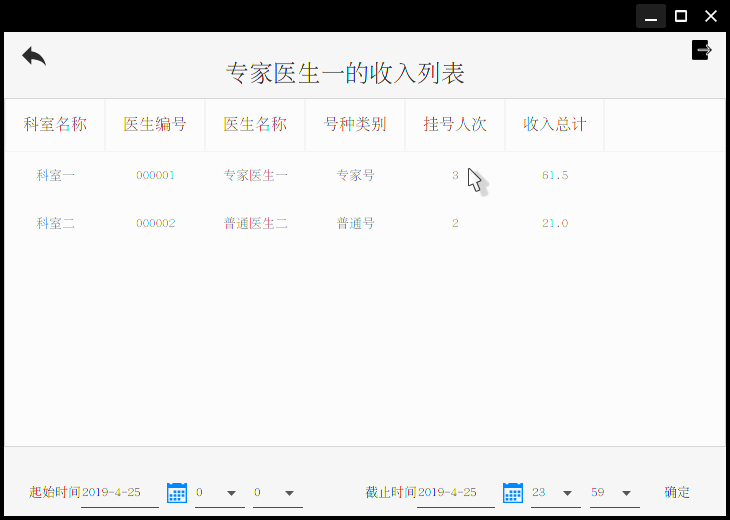 专家医生一的收入列表
科室名称 医生编号 医生名称 号种类别 挂号人次 收入总计
科室一 000001 专家医生一 专家号 3 61.5
科室二 000002 普通医生二 普通号 2 21.0
起始时间 2019-4-25 0 0 截止时间 2019-4-25 23 59 确定